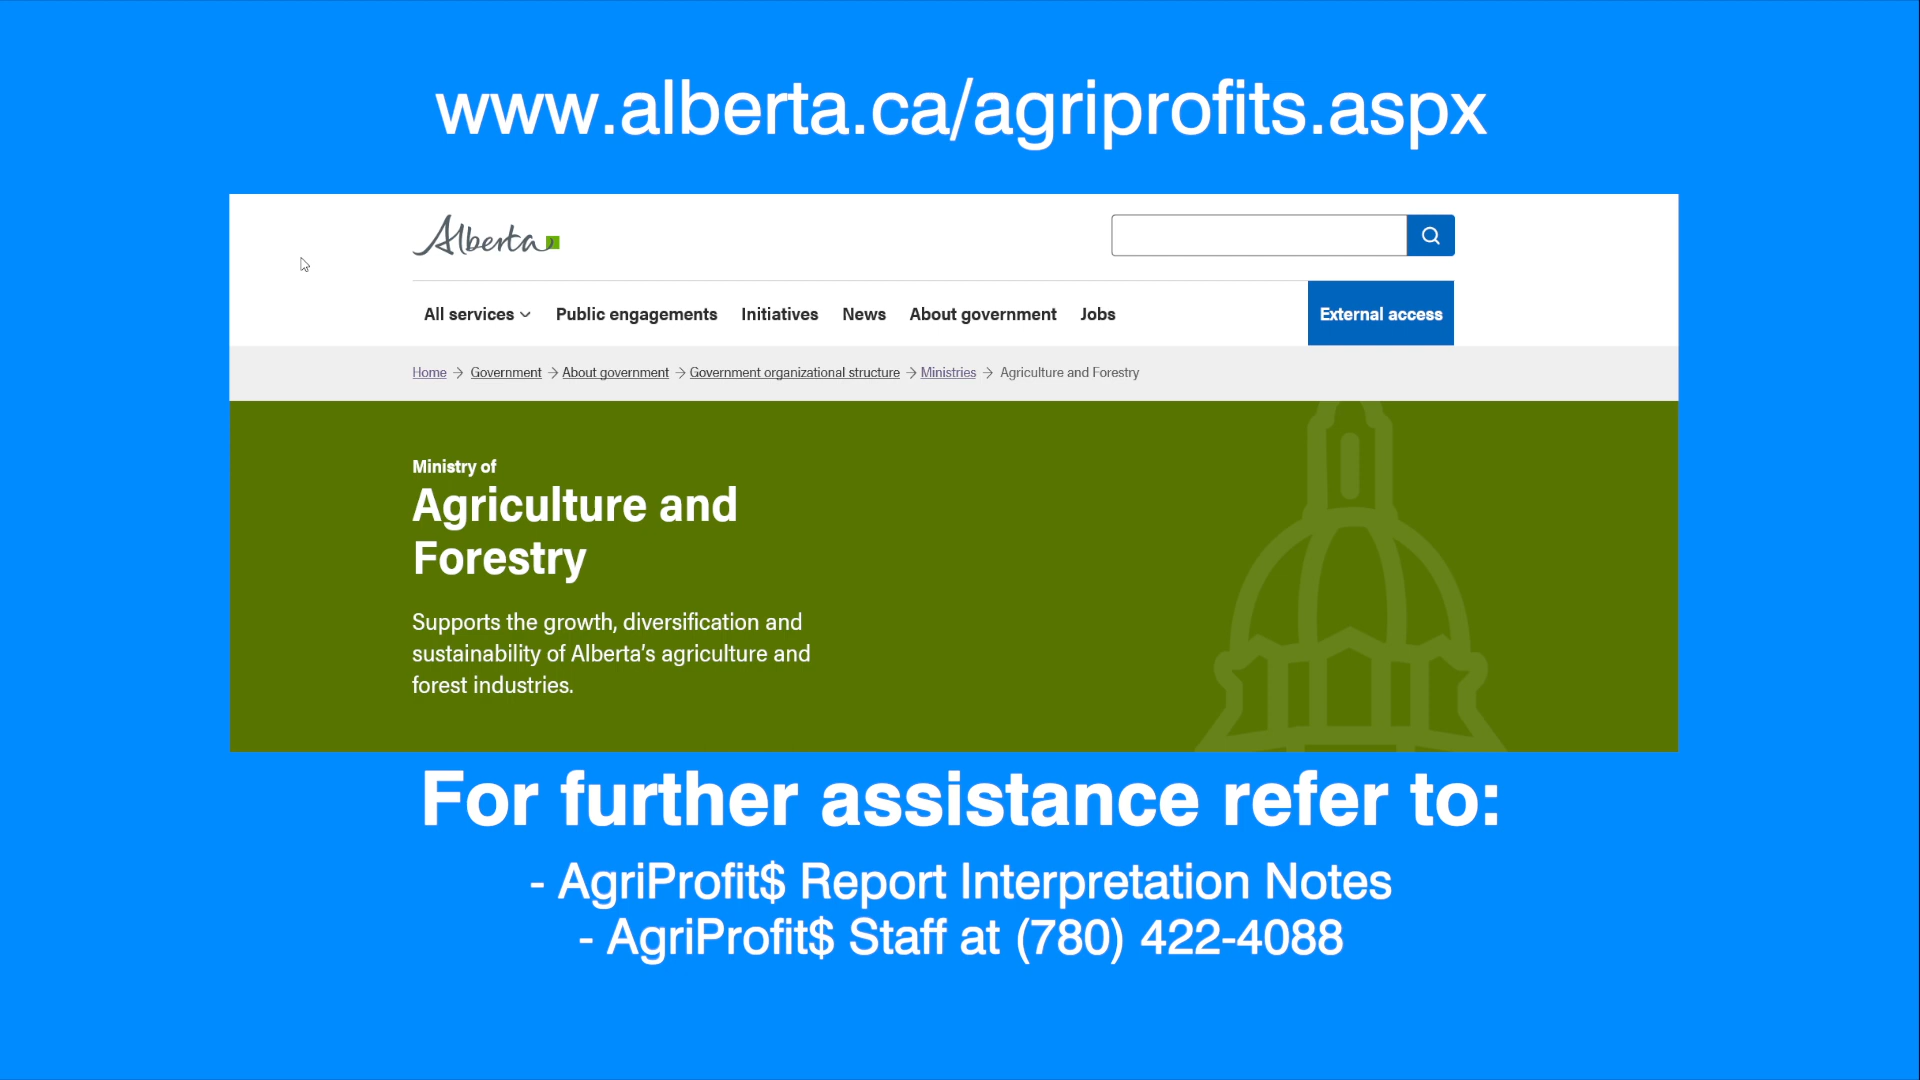 www.alberta.ca/agriprofits.aspx
Alberta
All services Public engagements Initiatives News About government Jobs External access
Home → Government → About government → Government organizational structure → Ministries → Agriculture and Forestry
Ministry of
Agriculture and
Forestry
Supports the growth, diversification and
sustainability of Alberta’s agriculture and
forest industries.
For further assistance refer to:
- AgriProfit$ Report Interpretation Notes
- AgriProfit$ Staff at (780) 422-4088